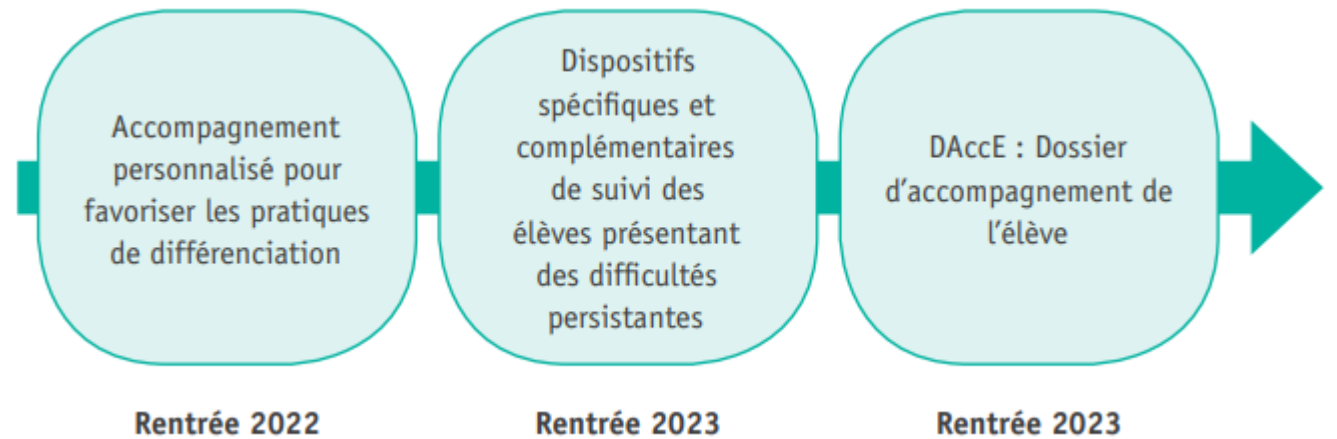 Accompagnement
personnalisé pour
favoriser les pratiques
de différenciation
Dispositifs
spécifiques et
complémentaires
de suivi des
élèves présentant
des difficultés
persistantes
DAccE : Dossier
d’accompagnement de
l’élève
Rentrée 2022
Rentrée 2023
Rentrée 2023